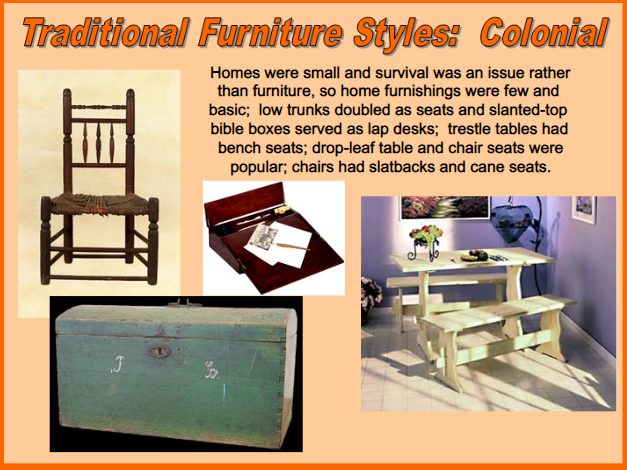 Traditional Furniture Styles: Colonial
Homes were small and survival was an issue rather
than furniture, so home furnishings were few and
basic; low trunks doubled as seats and slanted-top
bible boxes served as lap desks; trestle tables had
bench seats; drop-leaf table and chair seats were
popular; chairs had slatbacks and cane seats.